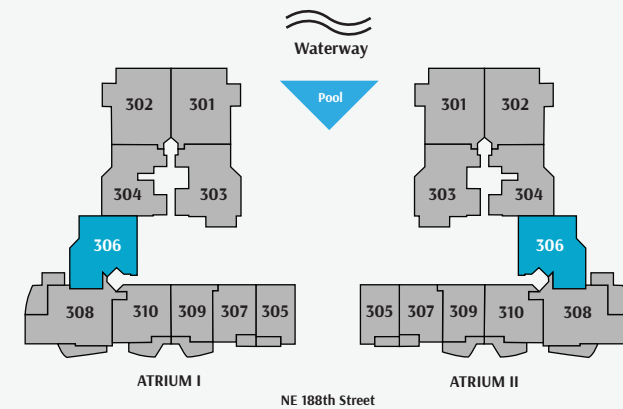 Waterway
Pool
302 301
304 303
306
308 310 309 307 305
ATRIUM I
301 302
303 304
306
305 307 309 310 308
ATRIUM II
NE 188th Street